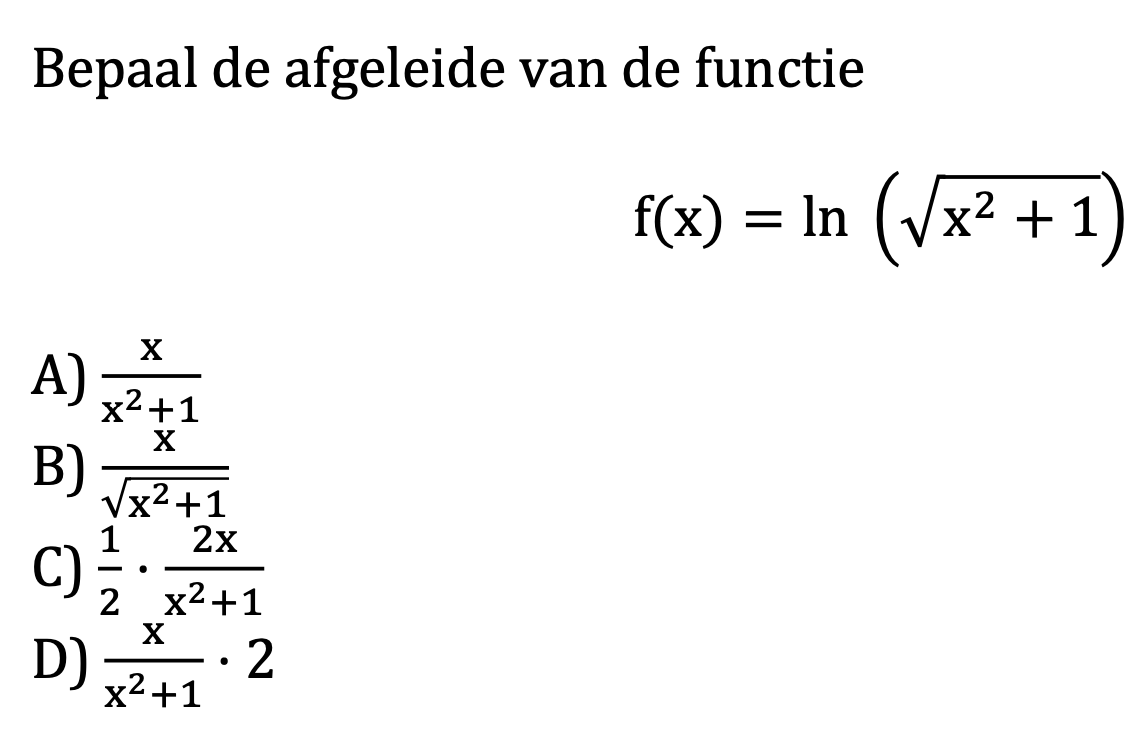 Bepaal de afgeleide van de functie
f(x) = ln (√(x² + 1))
A) x/(x²+1)
B) x/√(x²+1)
C) 1/2 · 2x/(x²+1)
D) x/(x²+1) · 2